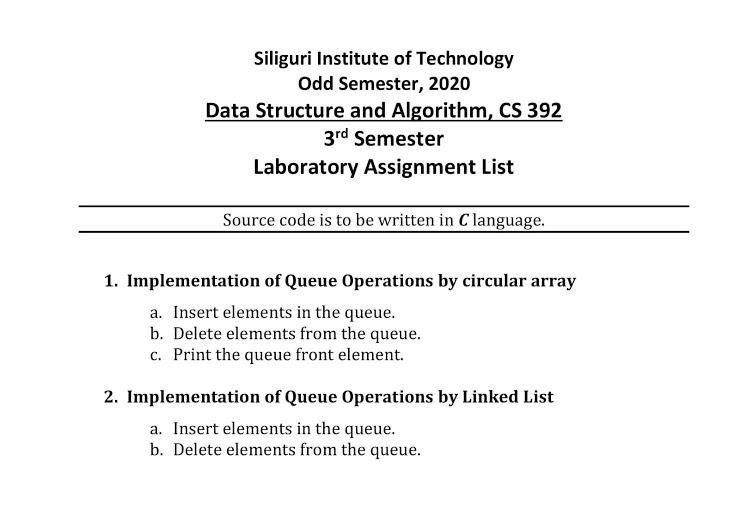 Siliguri Institute of Technology
Odd Semester, 2020
Data Structure and Algorithm, CS 392
3rd Semester
Laboratory Assignment List
Source code is to be written in C language.
1. Implementation of Queue Operations by circular array
a. Insert elements in the queue.
b. Delete elements from the queue.
c. Print the queue front element.
2. Implementation of Queue Operations by Linked List
a. Insert elements in the queue.
b. Delete elements from the queue.